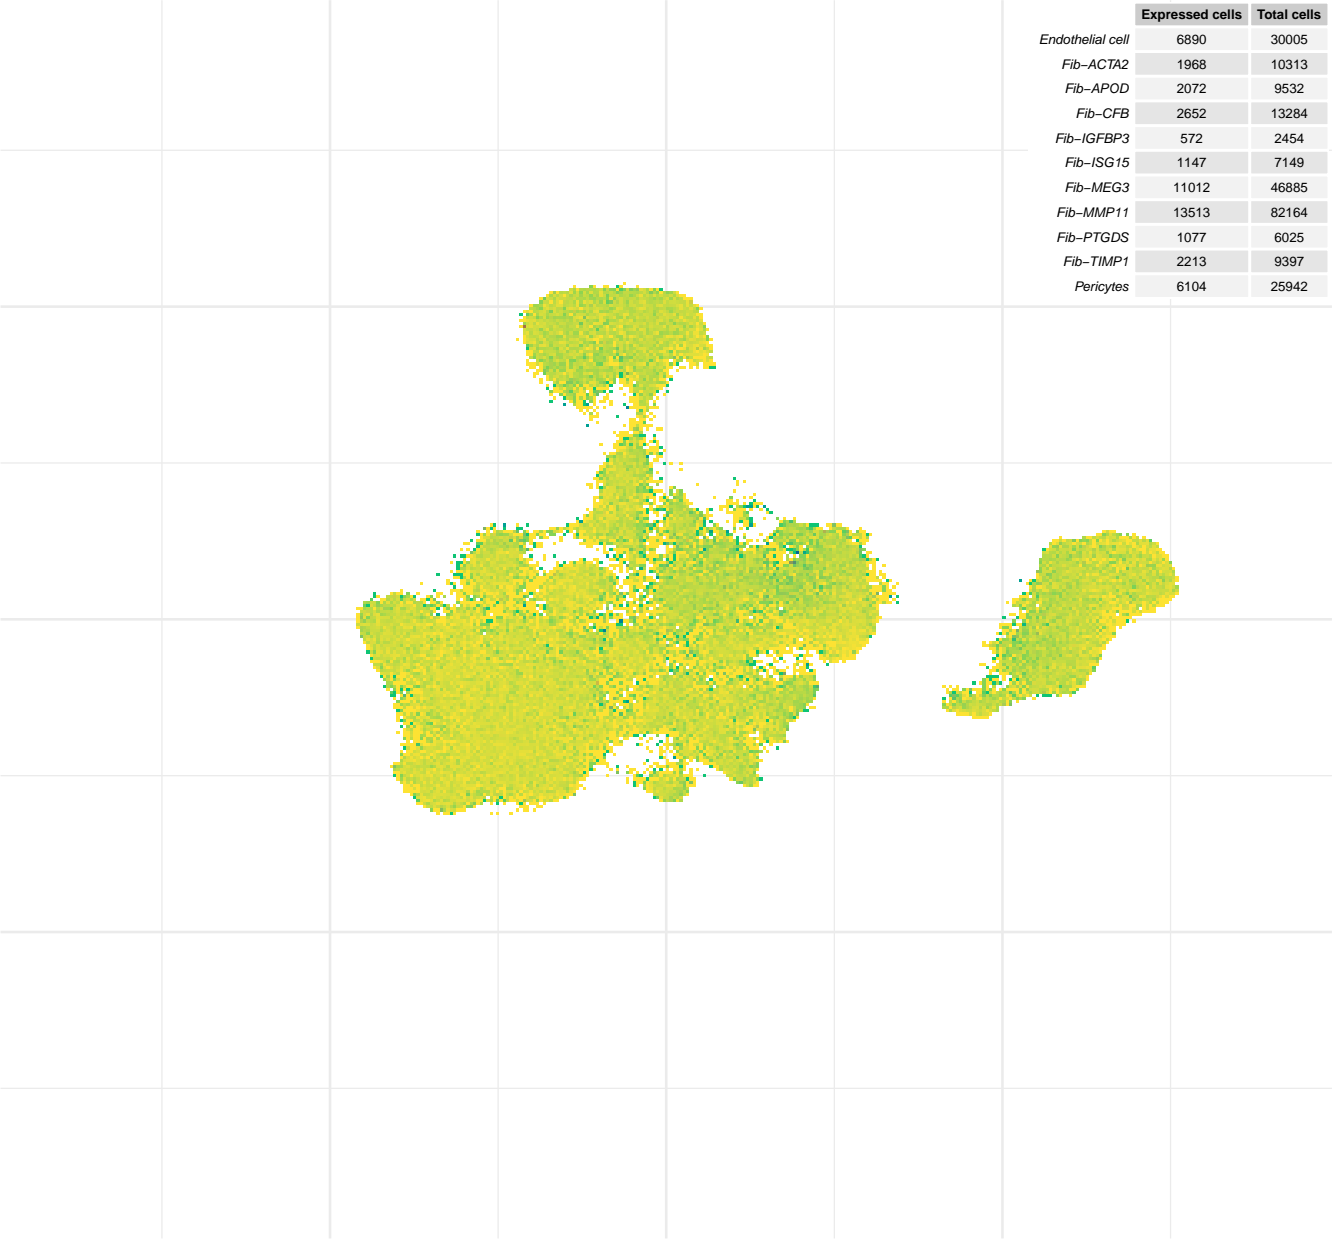 Expressed cells Total cells
Endothelial cell 6890 30005
Fib−ACTA2 1968 10313
Fib−APOD 2072 9532
Fib−CFB 2652 13284
Fib−IGFBP3 572 2454
Fib−ISG15 1147 7149
Fib−MEG3 11012 46885
Fib−MMP11 13513 82164
Fib−PTGDS 1077 6025
Fib−TIMP1 2213 9397
Pericytes 6104 25942